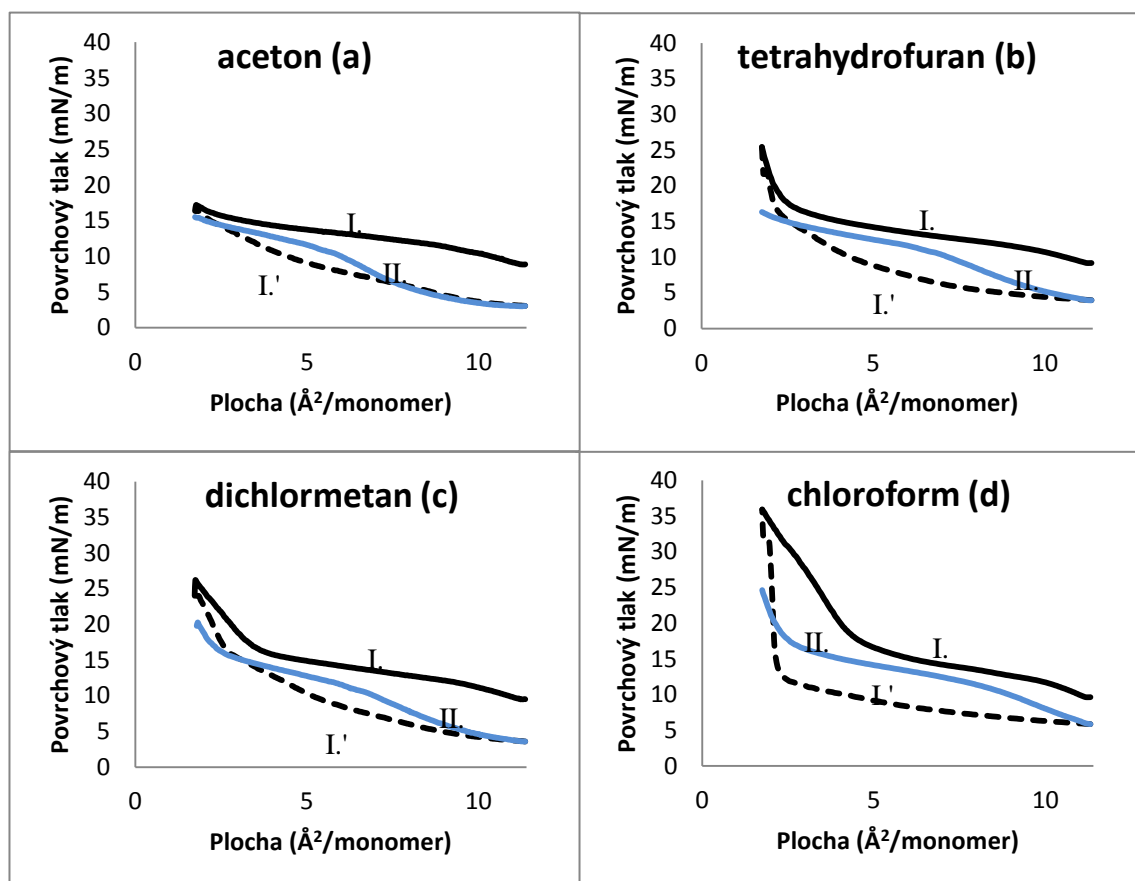 aceton (a)
Povrchový tlak (mN/m)
40
35
30
25
20
15
10
5
0
I.
II.
I.'
0 5 10
Plocha (Å²/monomer)
tetrahydrofuran (b)
Povrchový tlak (mN/m)
40
35
30
25
20
15
10
5
0
I.
II.
I.'
0 5 10
Plocha (Å²/monomer)
dichlormetan (c)
Povrchový tlak (mN/m)
40
35
30
25
20
15
10
5
0
I.
II.
I.'
0 5 10
Plocha (Å²/monomer)
chloroform (d)
Povrchový tlak (mN/m)
40
35
30
25
20
15
10
5
0
II.
I.
I.'
0 5 10
Plocha (Å²/monomer)